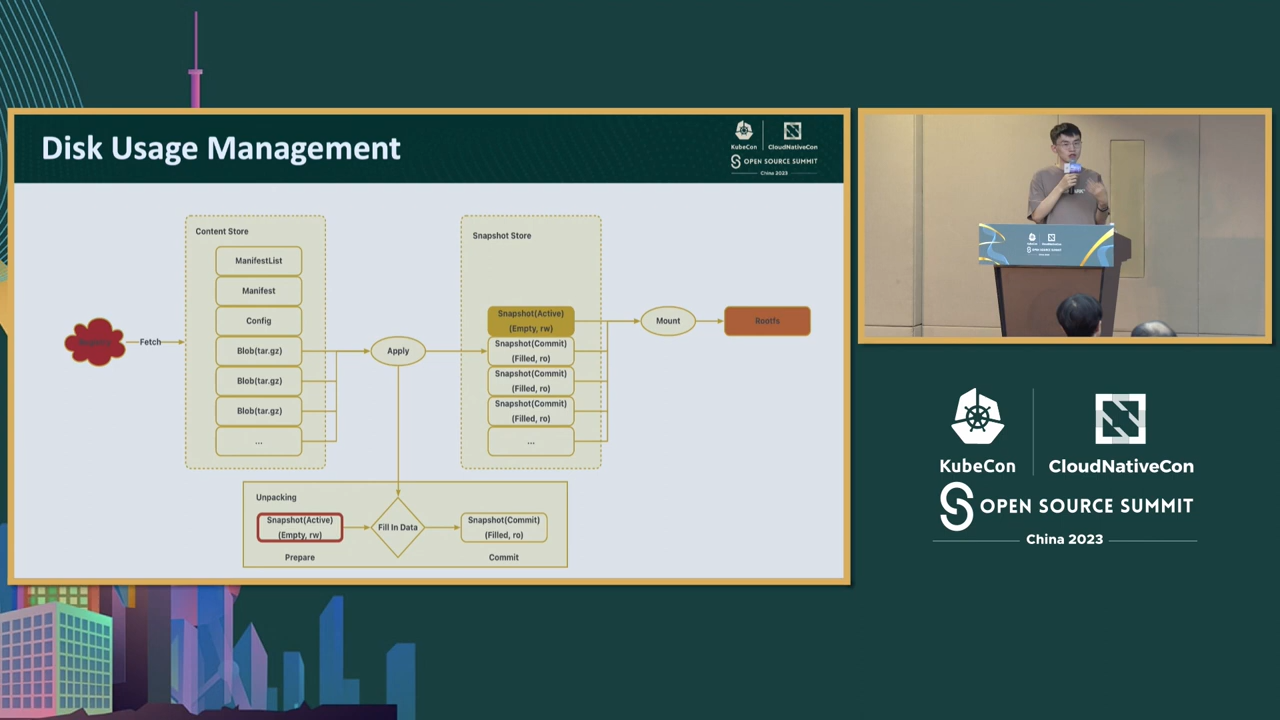 Disk Usage Management
KubeCon
CloudNativeCon
OPEN SOURCE SUMMIT
China 2023
Content Store
ManifestList
Manifest
Config
Blob(tar.gz)
Blob(tar.gz)
Blob(tar.gz)
...
Fetch
Apply
Snapshot Store
Snapshot(Active)
(Empty, rw)
Snapshot(Commit)
(Filled, ro)
Snapshot(Commit)
(Filled, ro)
Snapshot(Commit)
(Filled, ro)
...
Mount
Rootfs
Unpacking
Snapshot(Active)
(Empty, rw)
Prepare
Fill In Data
Snapshot(Commit)
(Filled, ro)
Commit
KubeCon
CloudNativeCon
OPEN SOURCE SUMMIT
China 2023